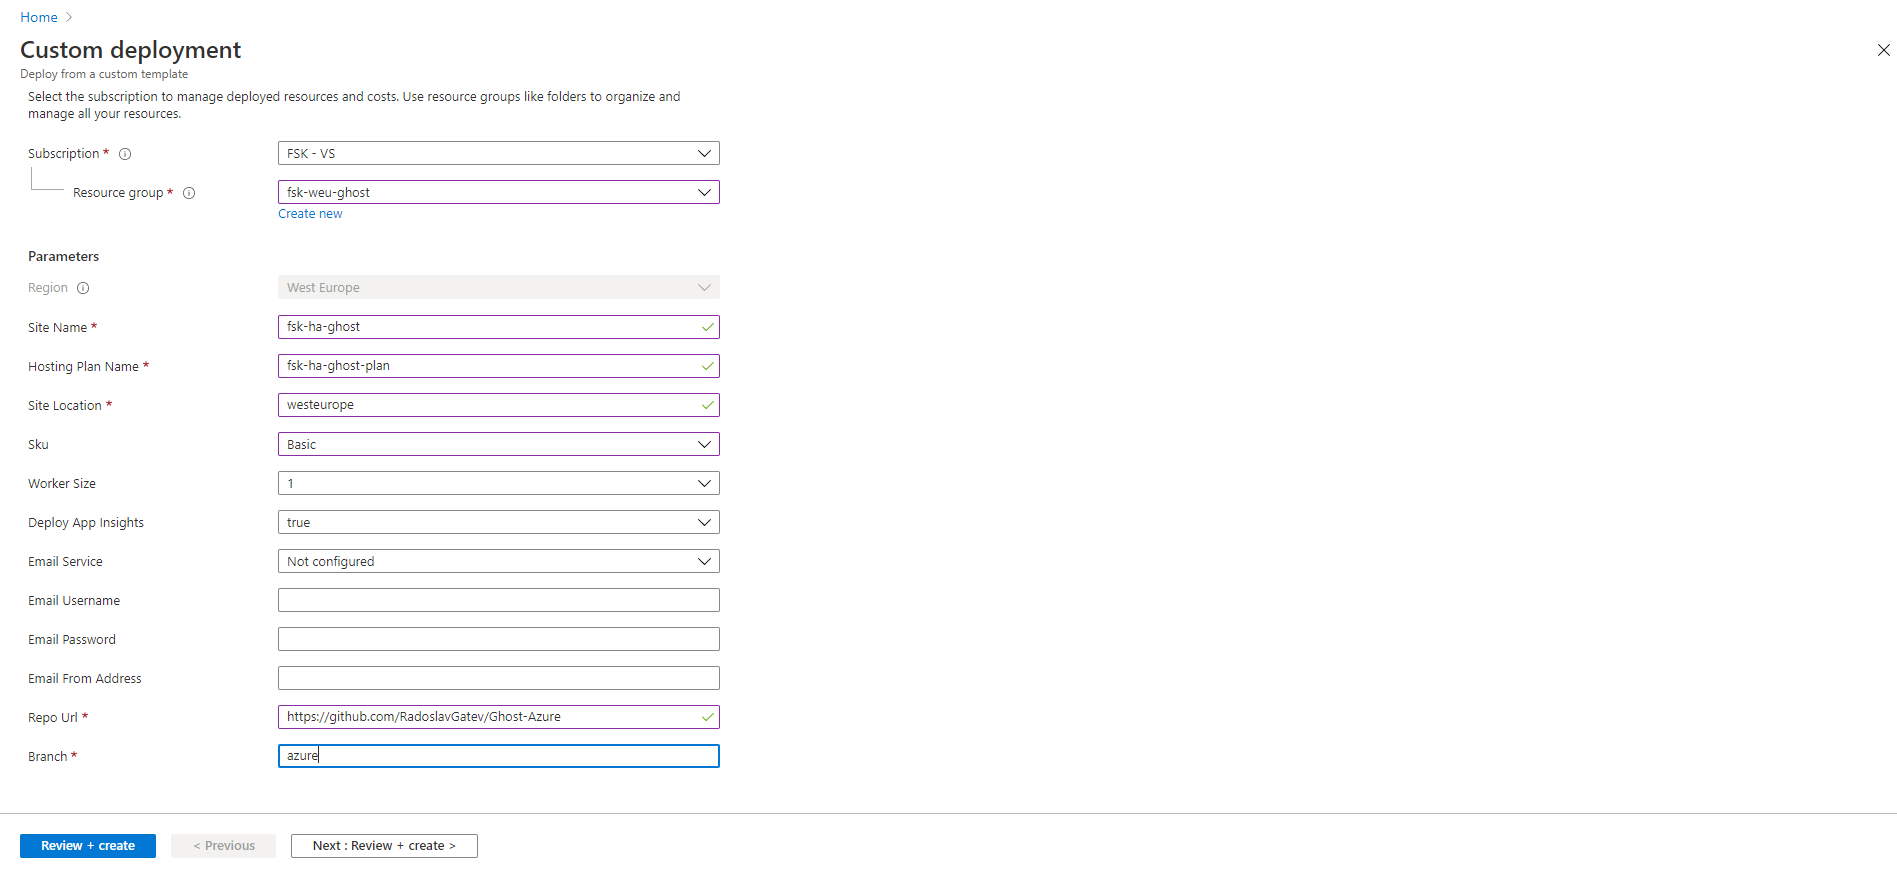 Home >
Custom deployment
Deploy from a custom template
Select the subscription to manage deployed resources and costs. Use resource groups like folders to organize and
manage all your resources.
Subscription * FSK - VS
Resource group * fsk-weu-ghost
Create new
Parameters
Region West Europe
Site Name * fsk-ha-ghost
Hosting Plan Name * fsk-ha-ghost-plan
Site Location * westeurope
Sku Basic
Worker Size 1
Deploy App Insights true
Email Service Not configured
Email Username
Email Password
Email From Address
Repo Url * https://github.com/RadoslavGatev/Ghost-Azure
Branch * azure
Review + create < Previous Next : Review + create >